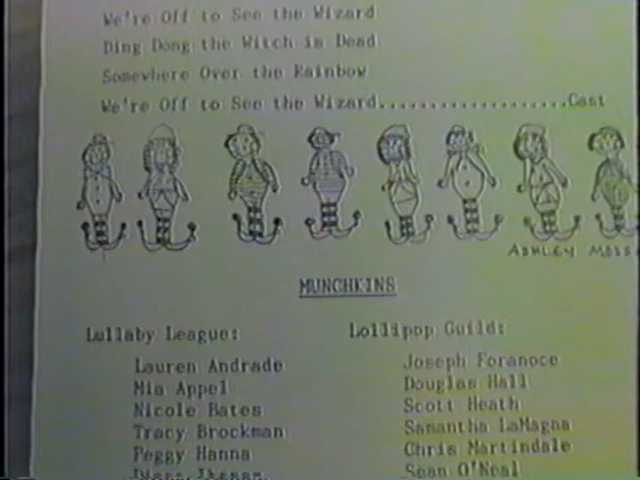 We're Off to See the Wizard
Ding Dong the Witch is Dead
Somewhere Over the Rainbow
We're Off to See the Wizard...................Cast
ASHLEY MOSS
MUNCHKINS
Lullaby League:
Lollipop Guild:
Lauren Andrade
Joseph Foranoce
Mia Appel
Douglas Hall
Nicole Bates
Scott Heath
Tracy Brockman
Samantha LaMagna
Peggy Hanna
Chris Martindale
Sean O'Neal